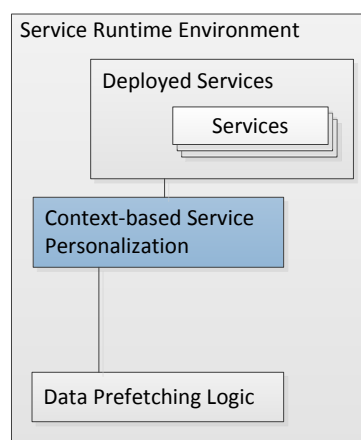 Service Runtime Environment
Deployed Services
Services
Context-based Service
Personalization
Data Prefetching Logic